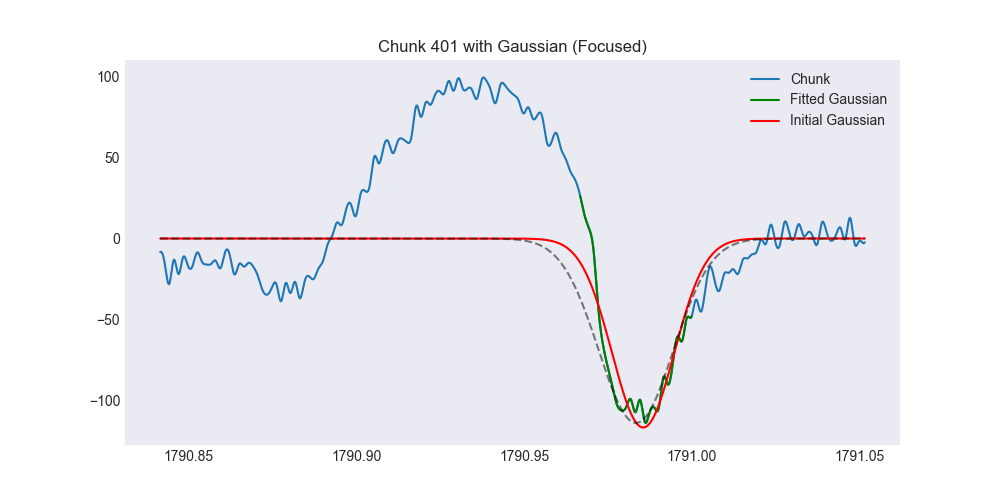 Chunk 401 with Gaussian (Focused)
100
50
0
−50
−100
1790.85
1790.90
1790.95
1791.00
1791.05
Chunk
Fitted Gaussian
Initial Gaussian